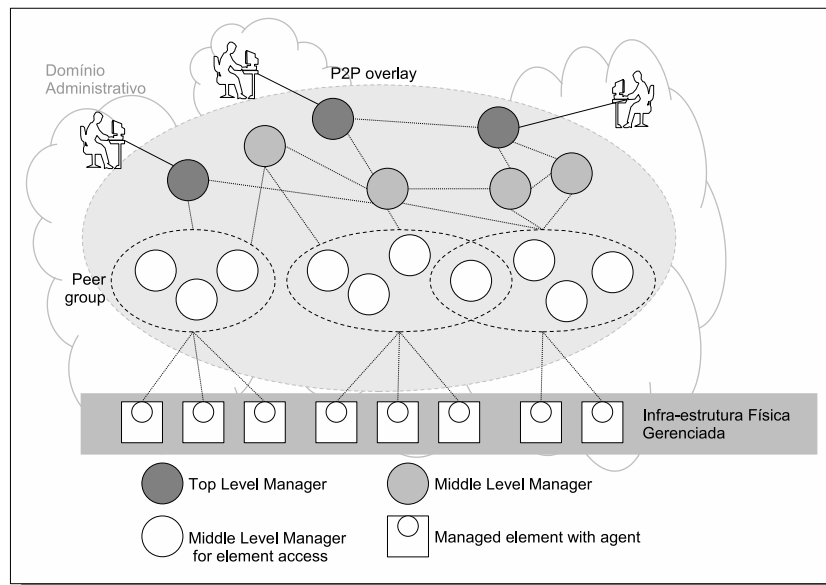 Domínio
Administrativo
P2P overlay
Peer
group
Infra-estrutura Física
Gerenciada
Top Level Manager
Middle Level Manager
Middle Level Manager
for element access
Managed element with agent